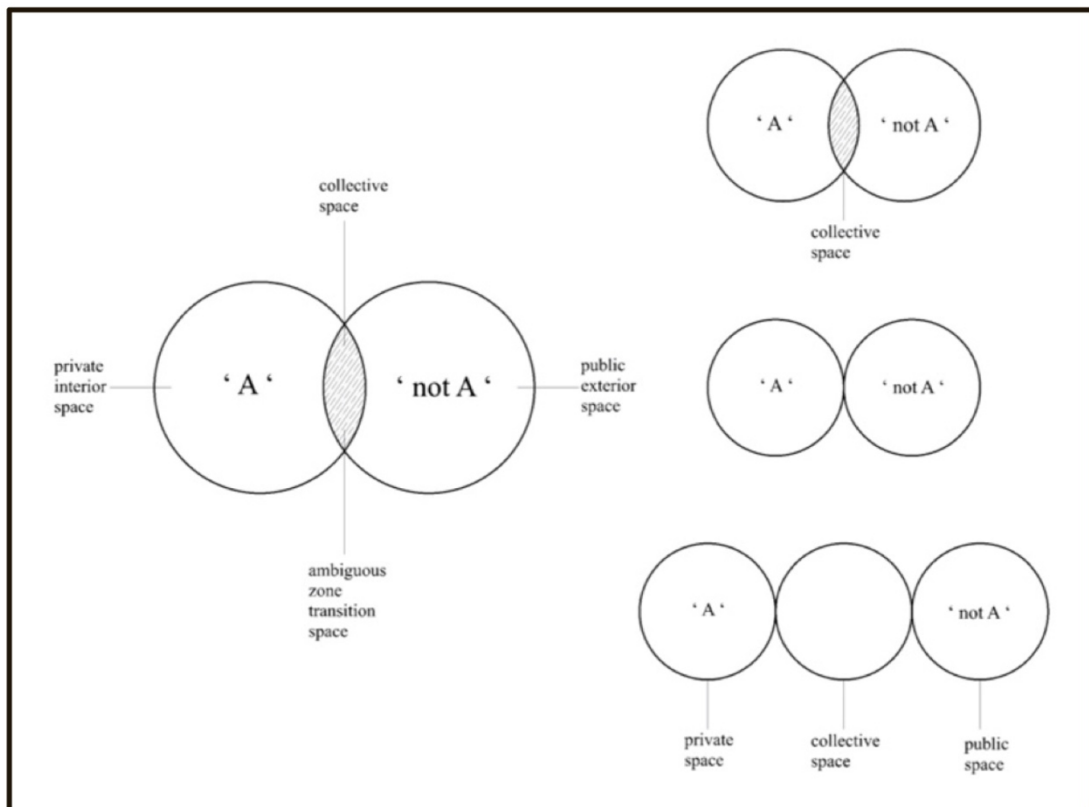 collective
space
private
interior
space
‘ A ‘
‘ not A ‘
public
exterior
space
ambiguous
zone
transition
space
‘ A ‘
‘ not A ‘
collective
space
‘ A ‘
‘ not A ‘
‘ A ‘
‘ not A ‘
private
space
collective
space
public
space